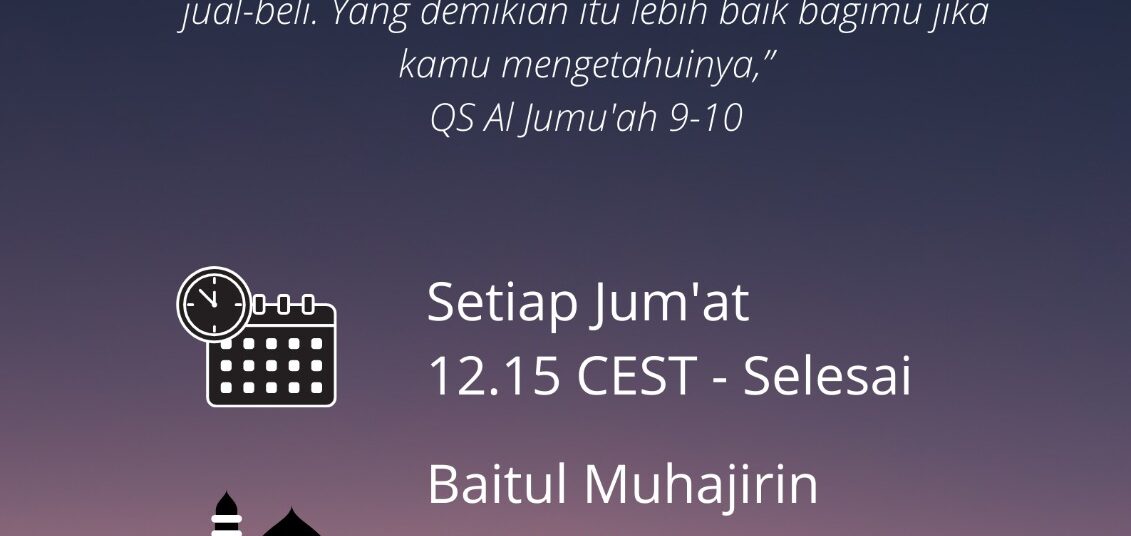 jual-beli. Yang demikian itu lebih baik bagimu jika
kamu mengetahuinya,”
QS Al Jumu'ah 9-10
Setiap Jum'at
12.15 CEST - Selesai
Baitul Muhajirin